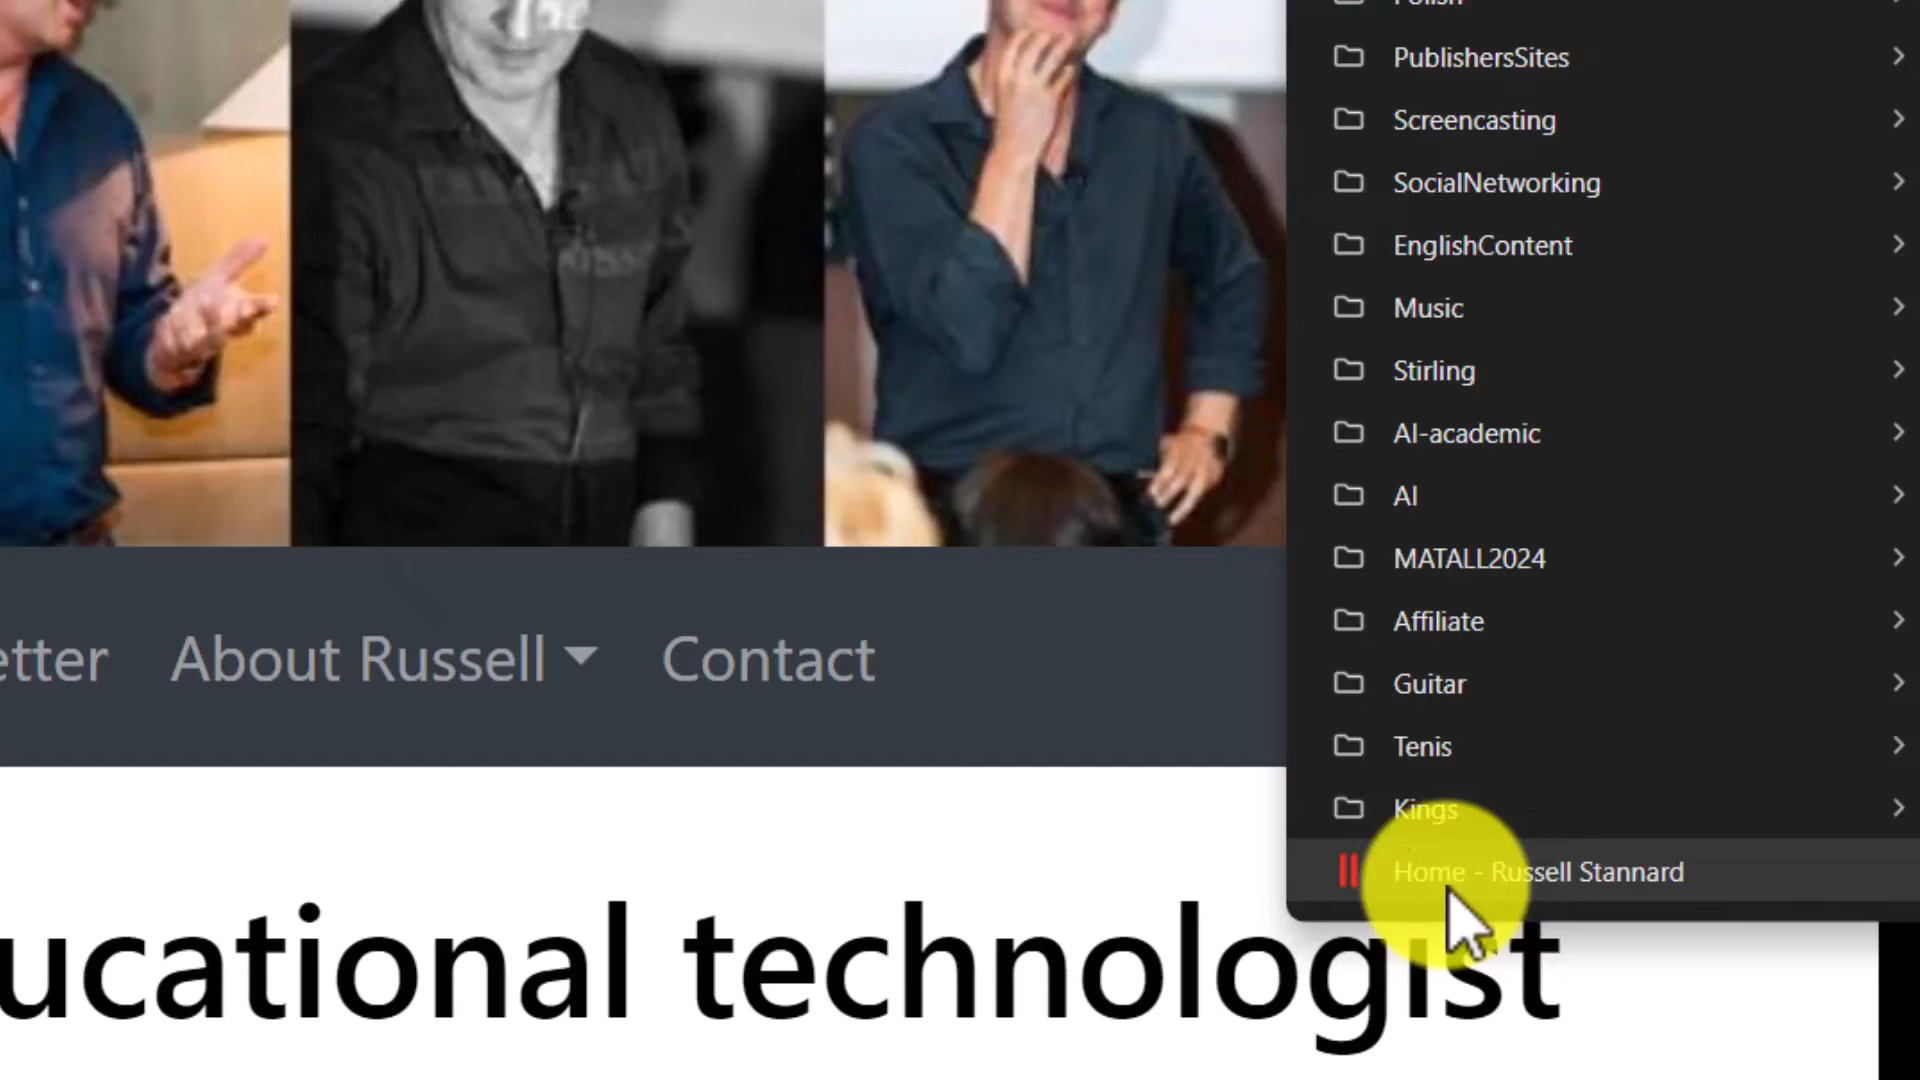 PublishersSites
Screencasting
SocialNetworking
EnglishContent
Music
Stirling
AI-academic
AI
MATALL2024
Affiliate
Guitar
Tenis
Kings
Home - Russell Stannard
etter About Russell Contact
ucational technologist